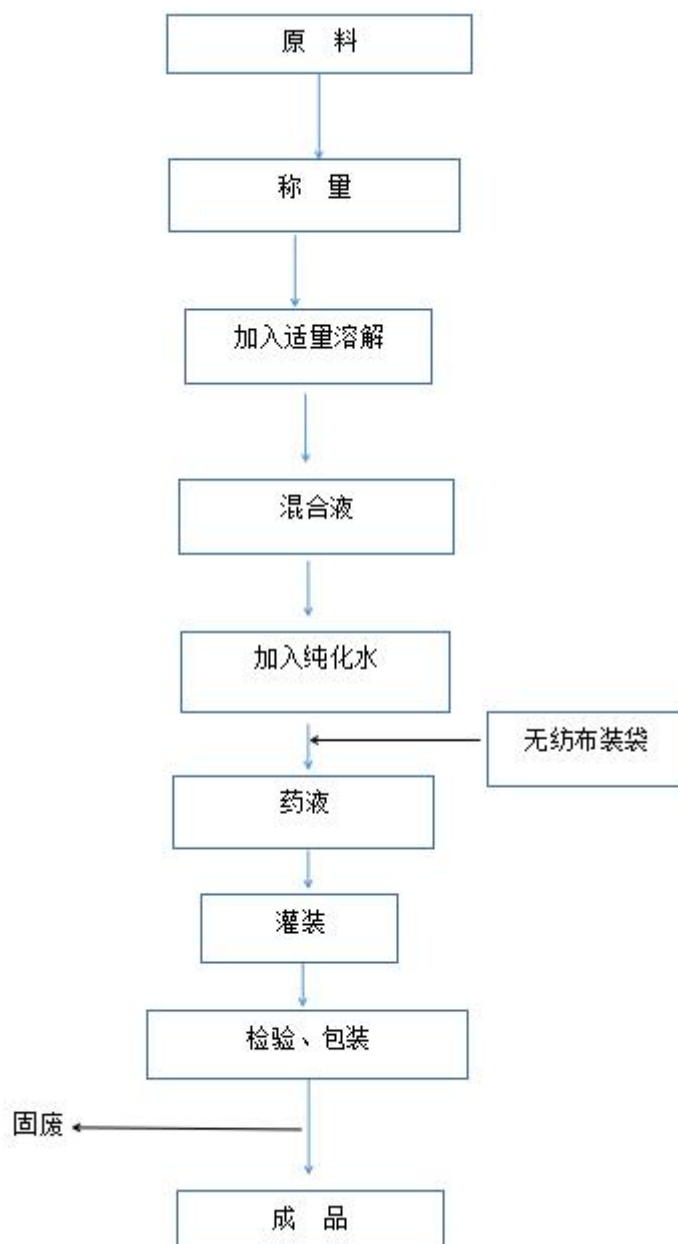 原 料
称 量
加入适量溶解
混合液
加入纯化水
无纺布装袋
药液
灌装
检验、包装
固废
成 品